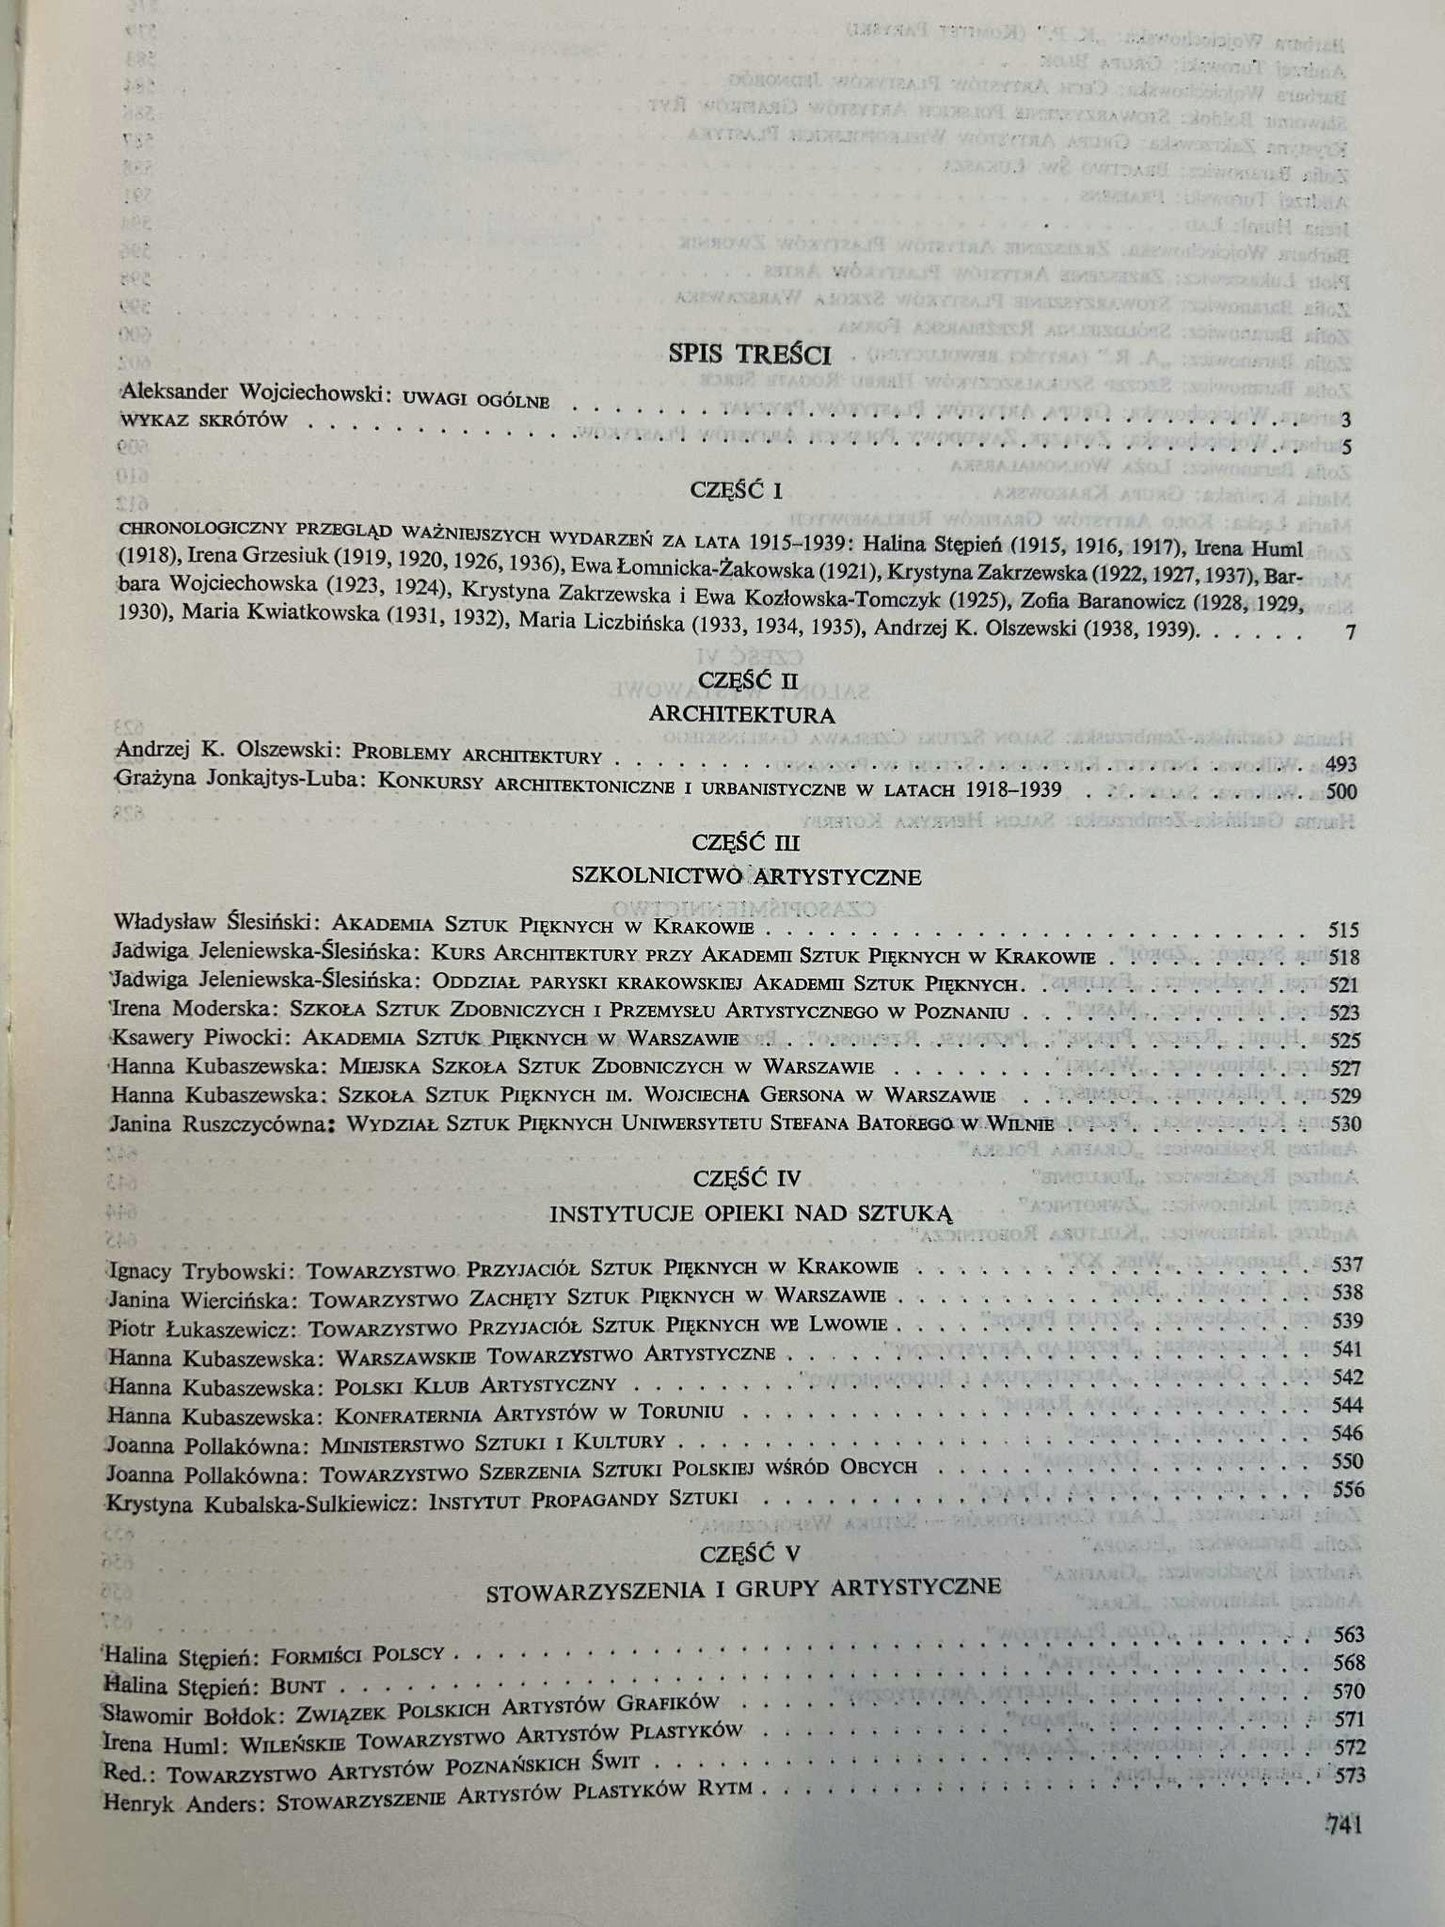 SPIS TREŚCI
Aleksander Wojciechowski: UWAGI OGÓLNE . . . . . . . . . . . . . . . . . . . . . . . . . . . 3
WYKAZ SKRÓTÓW . . . . . . . . . . . . . . . . . . . . . . . . . . . . . . . . . . . . 5
CZĘŚĆ I
CHRONOLOGICZNY PRZEGLĄD WAŻNIEJSZYCH WYDARZEŃ ZA LATA 1915–1939: Halina Stępień (1915, 1916, 1917), Irena Huml
(1918), Irena Grzesiuk (1919, 1920, 1926, 1936), Ewa Łomnicka-Żakowska (1921), Krystyna Zakrzewska (1922, 1927, 1937), Bar-
bara Wojciechowska (1923, 1924), Krystyna Zakrzewska i Ewa Kozłowska-Tomczyk (1925), Zofia Baranowicz (1928, 1929,
1930), Maria Kwiatkowska (1931, 1932), Maria Liczbińska (1933, 1934, 1935), Andrzej K. Olszewski (1938, 1939). . . . . . 7
CZĘŚĆ II
ARCHITEKTURA
Andrzej K. Olszewski: PROBLEMY ARCHITEKTURY . . . . . . . . . . . . . . . . . . . . . . . . . 493
Grażyna Jonkajtys-Luba: KONKURSY ARCHITEKTONICZNE I URBANISTYCZNE W LATACH 1918–1939 . . . . . . . . . 500
CZĘŚĆ III
SZKOLNICTWO ARTYSTYCZNE
Władysław Ślesiński: AKADEMIA SZTUK PIĘKNYCH W KRAKOWIE . . . . . . . . . . . . . . . . . . . . 515
Jadwiga Jeleniewska-Ślesińska: KURS ARCHITEKTURY PRZY AKADEMII SZTUK PIĘKNYCH W KRAKOWIE . . . . . . . . 518
Jadwiga Jeleniewska-Ślesińska: ODDZIAŁ PARYSKI KRAKOWSKIEJ AKADEMII SZTUK PIĘKNYCH. . . . . . . . . . . 521
Irena Moderska: SZKOŁA SZTUK ZDOBNICZYCH I PRZEMYSŁU ARTYSTYCZNEGO W POZNANIU . . . . . . . . . . . 523
Ksawery Piwocki: AKADEMIA SZTUK PIĘKNYCH W WARSZAWIE . . . . . . . . . . . . . . . . . . . . 525
Hanna Kubaszewska: MIEJSKA SZKOŁA SZTUK ZDOBNICZYCH W WARSZAWIE . . . . . . . . . . . . . . . 527
Hanna Kubaszewska: SZKOŁA SZTUK PIĘKNYCH IM. WOJCIECHA GERSONA W WARSZAWIE . . . . . . . . . . . 529
Janina Ruszczycówna: WYDZIAŁ SZTUK PIĘKNYCH UNIWERSYTETU STEFANA BATOREGO W WILNIE . . . . . . . . . 530
CZĘŚĆ IV
INSTYTUCJE OPIEKI NAD SZTUKĄ
Ignacy Trybowski: TOWARZYSTWO PRZYJACIÓŁ SZTUK PIĘKNYCH W KRAKOWIE . . . . . . . . . . . . . . 537
Janina Wiercińska: TOWARZYSTWO ZACHĘTY SZTUK PIĘKNYCH W WARSZAWIE . . . . . . . . . . . . . . . 538
Piotr Łukaszewicz: TOWARZYSTWO PRZYJACIÓŁ SZTUK PIĘKNYCH WE LWOWIE . . . . . . . . . . . . . . . 539
Hanna Kubaszewska: WARSZAWSKIE TOWARZYSTWO ARTYSTYCZNE . . . . . . . . . . . . . . . . . . . 541
Hanna Kubaszewska: POLSKI KLUB ARTYSTYCZNY . . . . . . . . . . . . . . . . . . . . . . . . 542
Hanna Kubaszewska: KONFRATERNIA ARTYSTÓW W TORUNIU . . . . . . . . . . . . . . . . . . . . 544
Joanna Pollakówna: MINISTERSTWO SZTUKI I KULTURY . . . . . . . . . . . . . . . . . . . . . . . 546
Joanna Pollakówna: TOWARZYSTWO SZERZENIA SZTUKI POLSKIEJ WŚRÓD OBCYCH . . . . . . . . . . . . . 550
Krystyna Kubalska-Sulkiewicz: INSTYTUT PROPAGANDY SZTUKI . . . . . . . . . . . . . . . . . . . . 556
CZĘŚĆ V
STOWARZYSZENIA I GRUPY ARTYSTYCZNE
Halina Stępień: FORMIŚCI POLSCY . . . . . . . . . . . . . . . . . . . . . . . . . . . . . . . 563
Halina Stępień: BUNT . . . . . . . . . . . . . . . . . . . . . . . . . . . . . . . . . . . . 568
Sławomir Bołdok: ZWIĄZEK POLSKICH ARTYSTÓW GRAFIKÓW . . . . . . . . . . . . . . . . . . . . . 570
Irena Huml: WILEŃSKIE TOWARZYSTWO ARTYSTÓW PLASTYKÓW . . . . . . . . . . . . . . . . . . . . 571
Red.: TOWARZYSTWO ARTYSTÓW POZNAŃSKICH ŚWIT . . . . . . . . . . . . . . . . . . . . . . . . 572
Henryk Anders: STOWARZYSZENIE ARTYSTÓW PLASTYKÓW RYTM . . . . . . . . . . . . . . . . . . . . 573
741